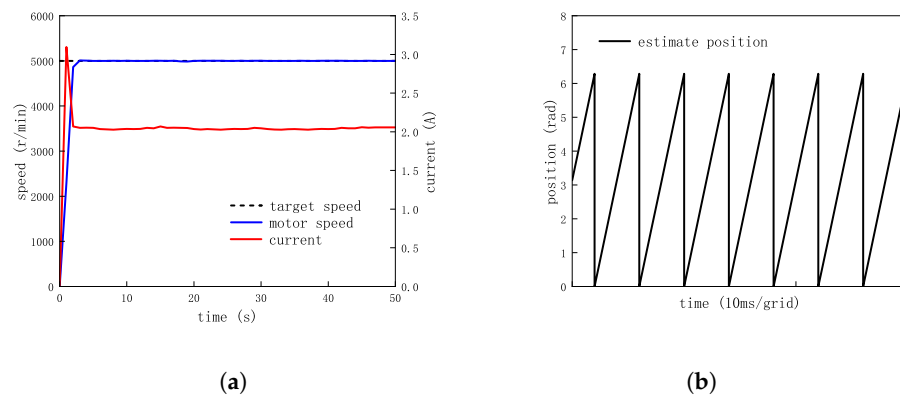 6000
5000
4000
3000
2000
1000
0
speed (r/min)
3.5
3.0
2.5
2.0
1.5
1.0
0.5
0.0
current (A)
target speed
motor speed
current
0 10 20 30 40 50
time (s)
(a)
8
7
6
5
4
3
2
1
0
position (rad)
estimate position
time (10ms/grid)
(b)